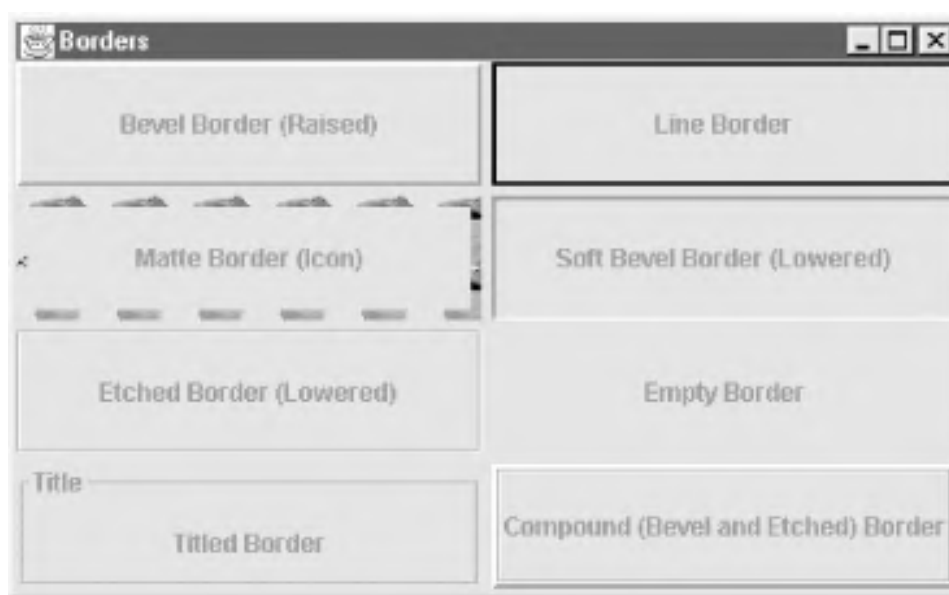 Borders
Bevel Border (Raised)
Line Border
Matte Border (Icon)
Soft Bevel Border (Lowered)
Etched Border (Lowered)
Empty Border
Title
Titled Border
Compound (Bevel and Etched) Border